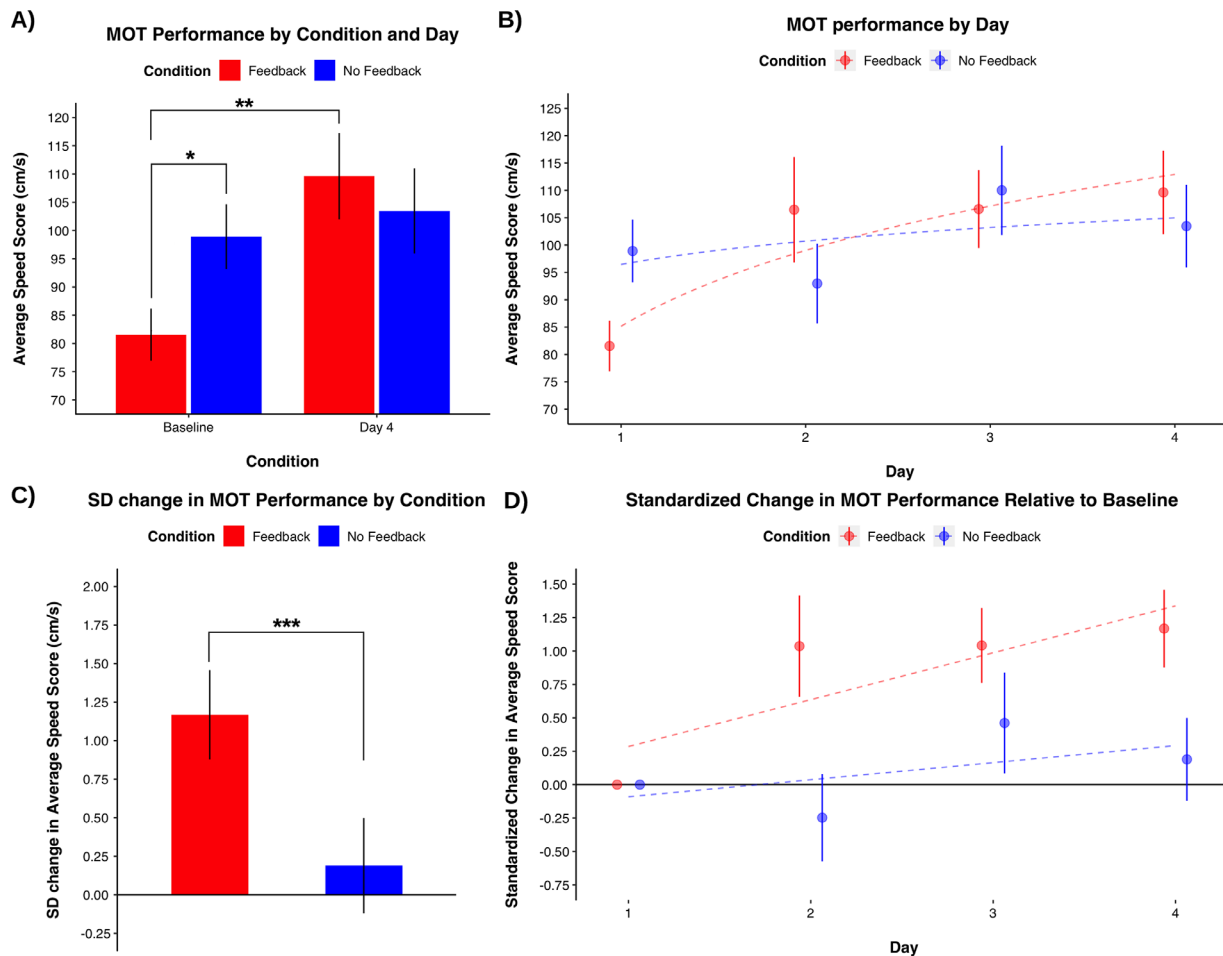 A)
MOT Performance by Condition and Day
Condition Feedback No Feedback
**
*
Average Speed Score (cm/s)
120
115
110
105
100
95
90
85
80
75
70
Baseline Day 4
Condition
B)
MOT performance by Day
Condition Feedback No Feedback
Average Speed Score (cm/s)
125
120
115
110
105
100
95
90
85
80
75
70
1 2 3 4
Day
C)
SD change in MOT Performance by Condition
Condition Feedback No Feedback
***
SD change in Average Speed Score (cm/s)
2.00
1.75
1.50
1.25
1.00
0.75
0.50
0.25
0.00
-0.25
D)
Standardized Change in MOT Performance Relative to Baseline
Condition Feedback No Feedback
Standardized Change in Average Speed Score
1.50
1.25
1.00
0.75
0.50
0.25
0.00
-0.25
-0.50
-0.75
1 2 3 4
Day